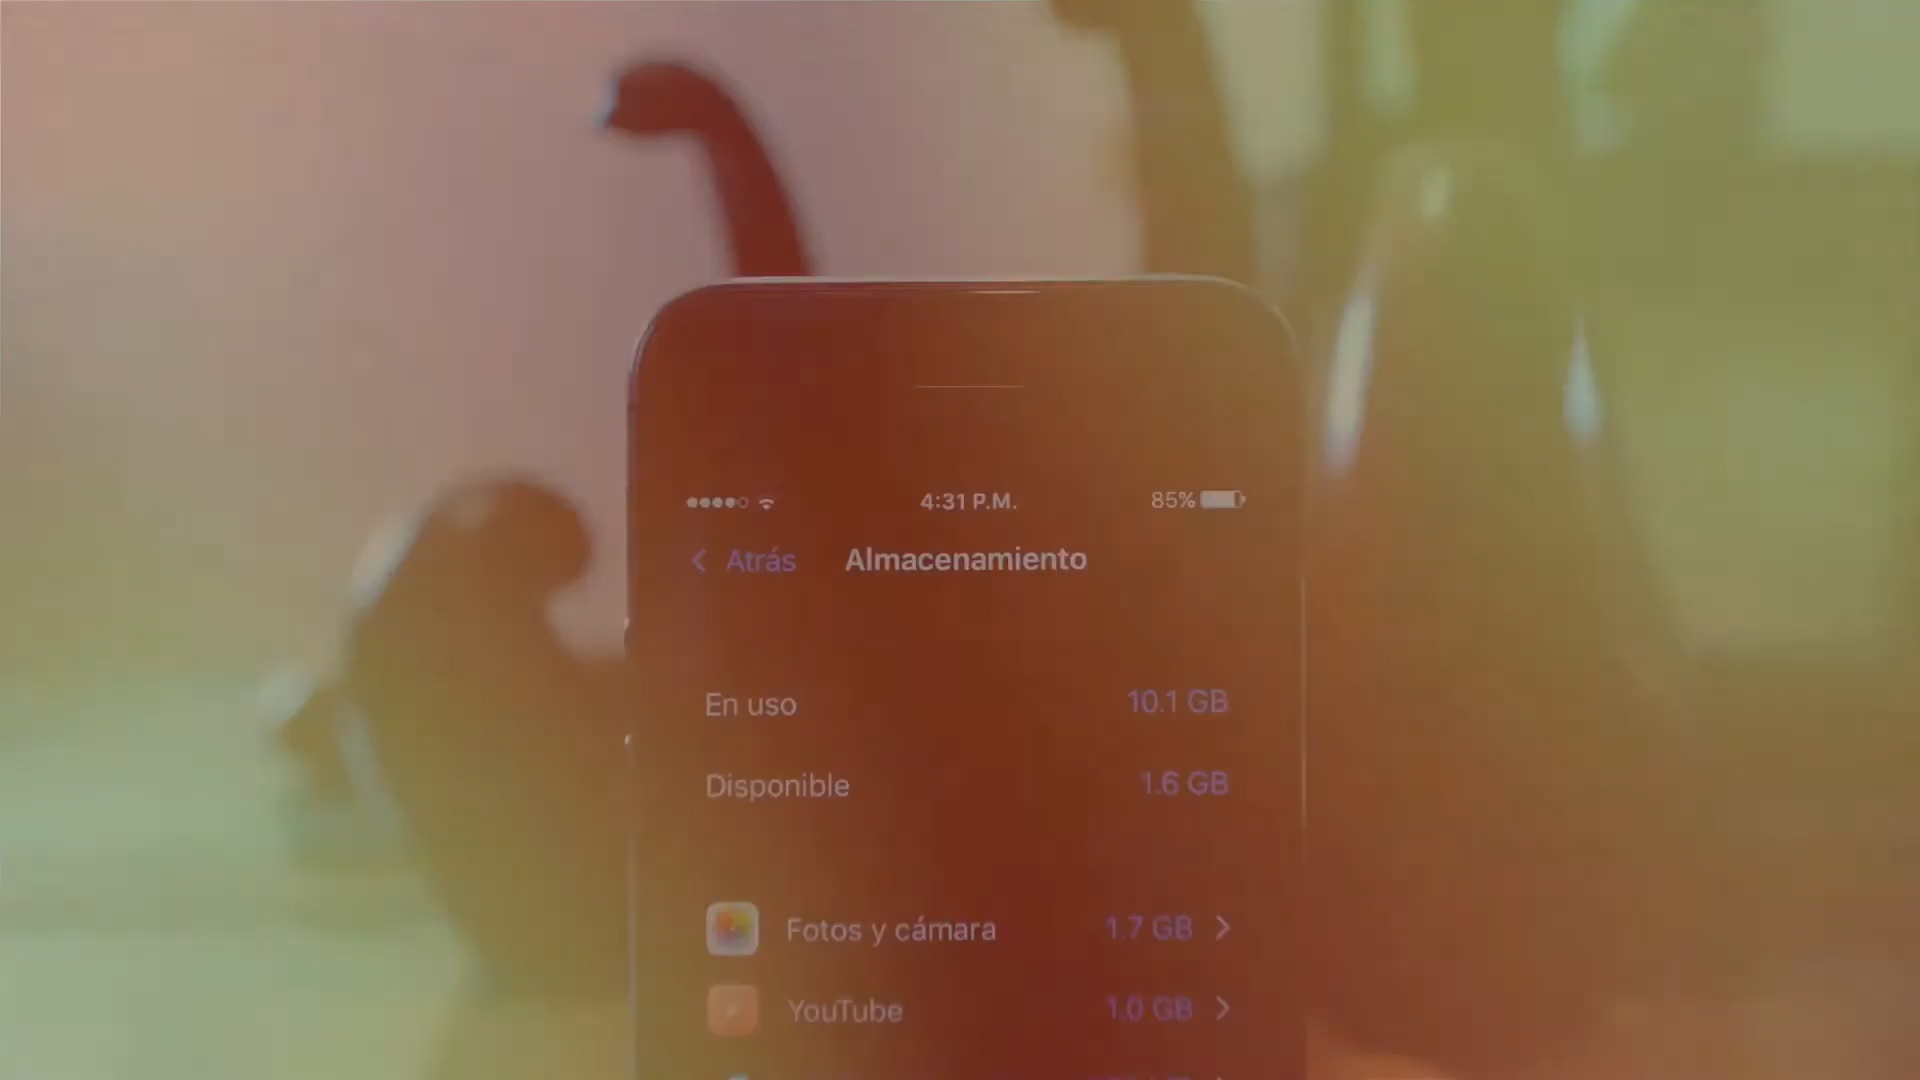 4:31 P.M. 85%
Atrás Almacenamiento
En uso 10.1 GB
Disponible 1.6 GB
Fotos y cámara 1.7 GB
YouTube 1.0 GB